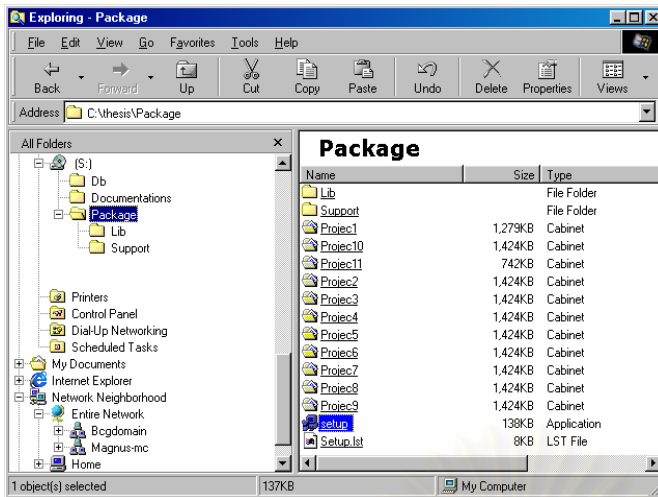 Exploring - Package
File Edit View Go Favorites Tools Help
Back Forward Up Cut Copy Paste Undo Delete Properties Views
Address C:\thesis\Package
All Folders x
(S:)
Db
Documentations
Package
Lib
Support
Printers
Control Panel
Dial-Up Networking
Scheduled Tasks
My Documents
Internet Explorer
Network Neighborhood
Entire Network
Bcgdomain
Magnus-mc
Home
Package
Name Size Type
Lib File Folder
Support File Folder
Projec1 1,279KB Cabinet
Projec10 1,424KB Cabinet
Projec11 742KB Cabinet
Projec2 1,424KB Cabinet
Projec3 1,424KB Cabinet
Projec4 1,424KB Cabinet
Projec5 1,424KB Cabinet
Projec6 1,424KB Cabinet
Projec7 1,424KB Cabinet
Projec8 1,424KB Cabinet
Projec9 1,424KB Cabinet
setup 138KB Application
Setup.lst 8KB LST File
1 object(s) selected 137KB My Computer